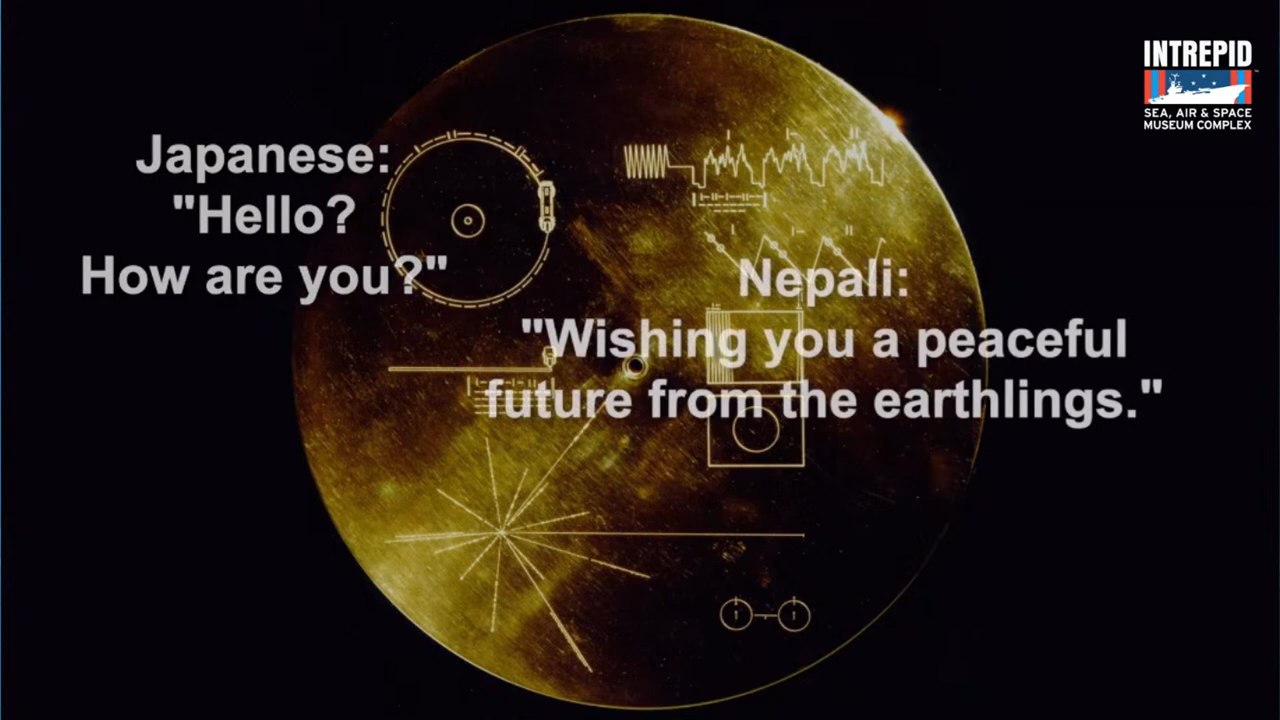 Japanese:
"Hello?
How are you?"
Nepali:
"Wishing you a peaceful
future from the earthlings."
INTREPID
SEA, AIR & SPACE
MUSEUM COMPLEX